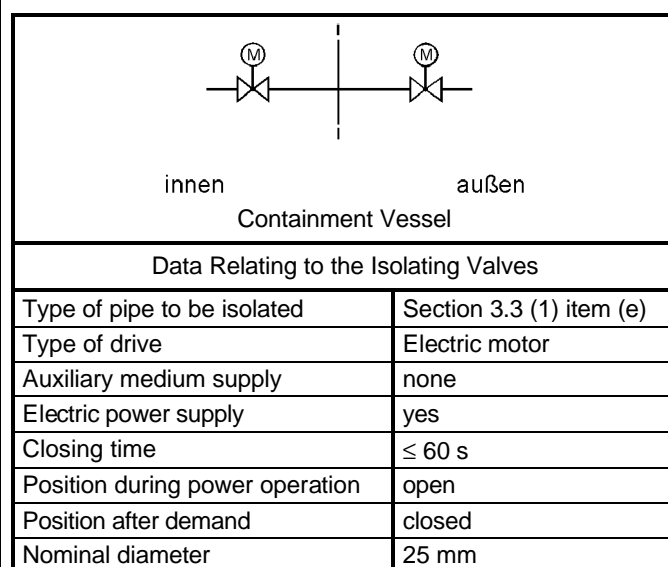 M M
innen außen
Containment Vessel
Data Relating to the Isolating Valves
Type of pipe to be isolated Section 3.3 (1) item (e)
Type of drive Electric motor
Auxiliary medium supply none
Electric power supply yes
Closing time ≤ 60 s
Position during power operation open
Position after demand closed
Nominal diameter 25 mm